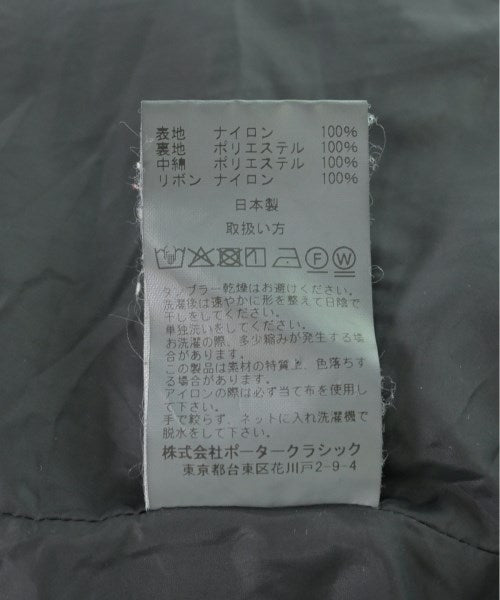 表地 ナイロン 100%
裏地 ポリエステル 100%
中綿 ポリエステル 100%
リボン ナイロン 100%
日本製
取扱い方
F W
タンブラー乾燥はお避けください。
洗濯後は速やかに形を整えて日陰で
干しをしてください。
単独洗いをしてください。
お洗濯の際、多少縮みが発生する場
合があります。
この製品は素材の特質上、色落ちす
る場合があります。
アイロンの際は必ず当て布を使用し
て下さい。
手で絞らず、ネットに入れ洗濯機で
脱水をして下さい。
株式会社ポータークラシック
東京都台東区花川戸2-9-4